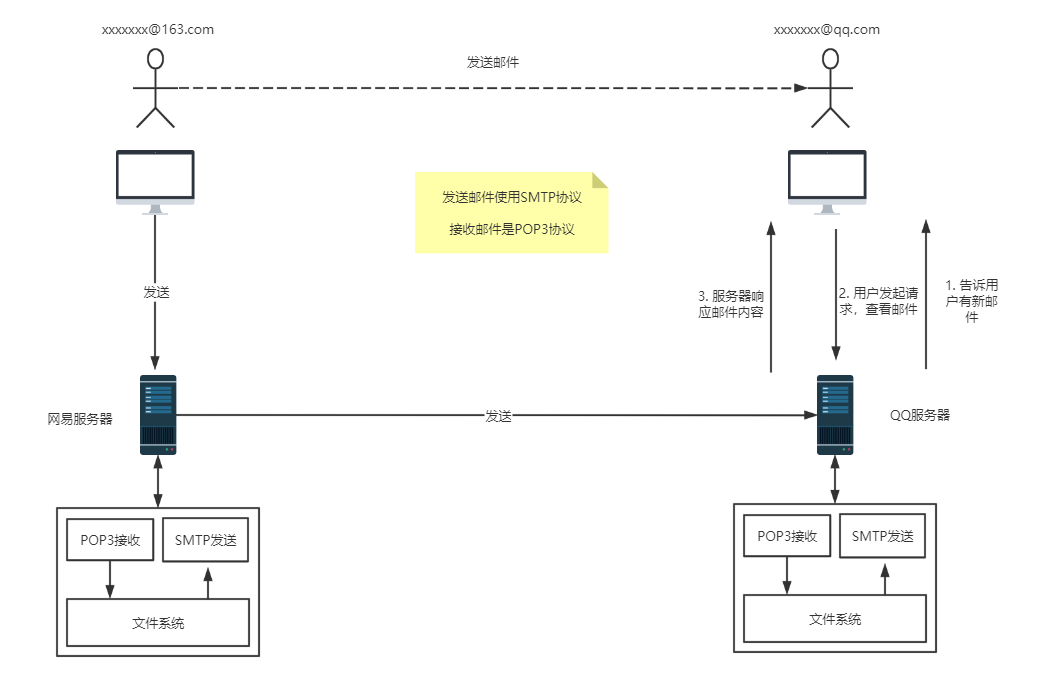 xxxxxxx@163.com
xxxxxxx@qq.com
发送邮件
发送邮件使用SMTP协议
接收邮件是POP3协议
发送
3. 服务器响
应邮件内容
2. 用户发起请
求，查看邮件
1. 告诉用
户有新邮
件
网易服务器
发送
QQ服务器
POP3接收
SMTP发送
文件系统
POP3接收
SMTP发送
文件系统